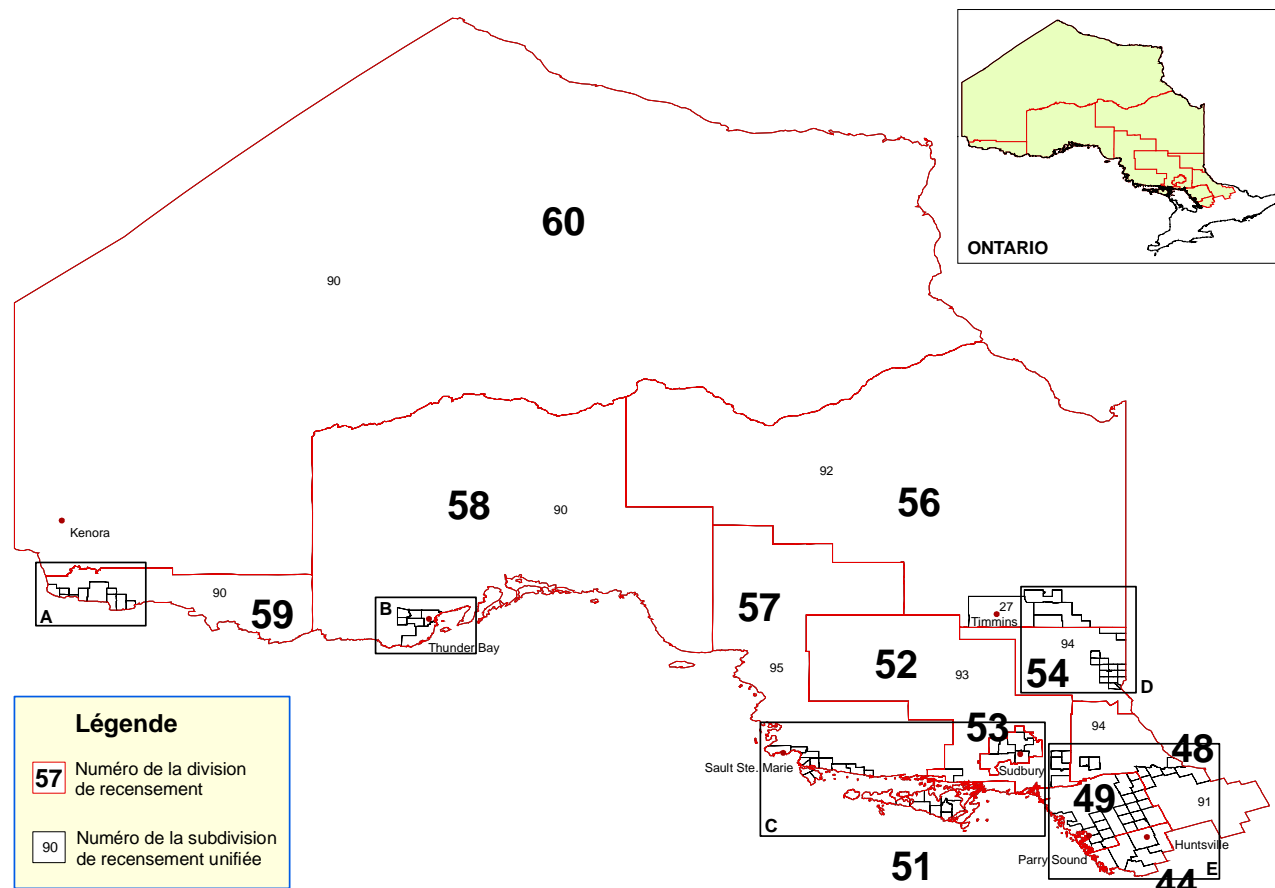 ONTARIO
60
90
92
58
90
56
Kenora
A
90
59
B
Thunder Bay
57
27
Timmins
94
54
D
95
52
93
94
53
48
Sault Ste. Marie
Sudbury
49
91
C
Huntsville
Parry Sound
E
51
44
Légende
57
Numéro de la division
de recensement
90
Numéro de la subdivision
de recensement unifiée